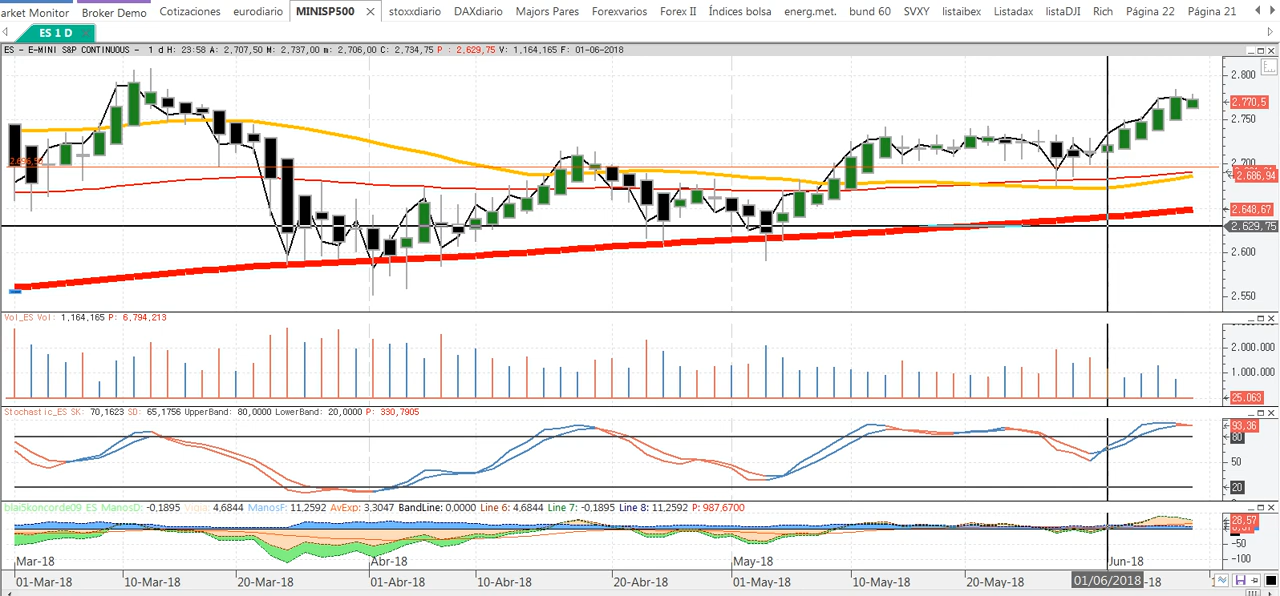 arket Monitor Broker Demo Cotizaciones eurodiario MINISP500 stoxxdiario DAXdiario Majors Pares Forexvarios Forex II Índices bolsa energ.met. bund 60 SVXY listaibex Listadax listaDJI Rich Página 22 Página 21
ES 1 D
ES - E-MINI S&P CONTINUOUS - 1 d H: 23:58 A: 2,707,50 M: 2,737,00 m: 2,706,00 C: 2,734,75 P : 2,629,75 V: 1,164,165 F: 01-06-2018
2.800
2.770,5
2.750
2.700
2.686,94
2.648,67
2.629,75
2.600
2.550
Vol_ES Vol: 1,164,165 P: 6,794,213
2.000.000
1.000.000
25.063
Stochastic_ES SK: 70,1623 SD: 65,1756 UpperBand: 80,0000 LowerBand: 20,0000 P: 330,7905
93,36
80
50
20
blai5koncorde09 ES ManosD: -0,1895 Vigia: 4,6844 ManosF: 11,2592 AvExp: 3,3047 BandLine: 0,0000 Line 6: 4,6844 Line 7: -0,1895 Line 8: 11,2592 P: 987,6700
28,57
-50
-100
Mar-18 Abr-18 May-18 Jun-18
01-Mar-18 10-Mar-18 20-Mar-18 01-Abr-18 10-Abr-18 20-Abr-18 01-May-18 10-May-18 20-May-18 01/06/2018 -18